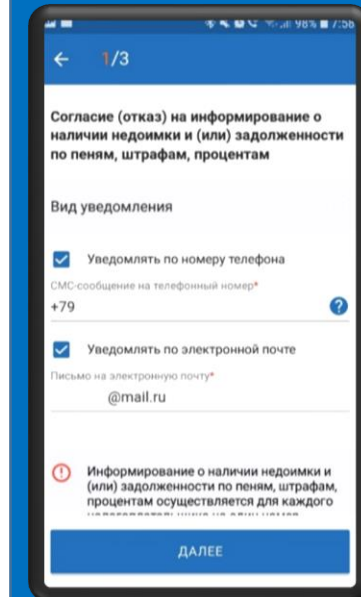 98% 7:58
1/3
Согласие (отказ) на информирование о
наличии недоимки и (или) задолженности
по пеням, штрафам, процентам
Вид уведомления
Уведомлять по номеру телефона
СМС-сообщение на телефонный номер*
+79
?
Уведомлять по электронной почте
Письмо на электронную почту*
@mail.ru
Информирование о наличии недоимки и
(или) задолженности по пеням, штрафам,
процентам осуществляется для каждого
ДАЛЕЕ